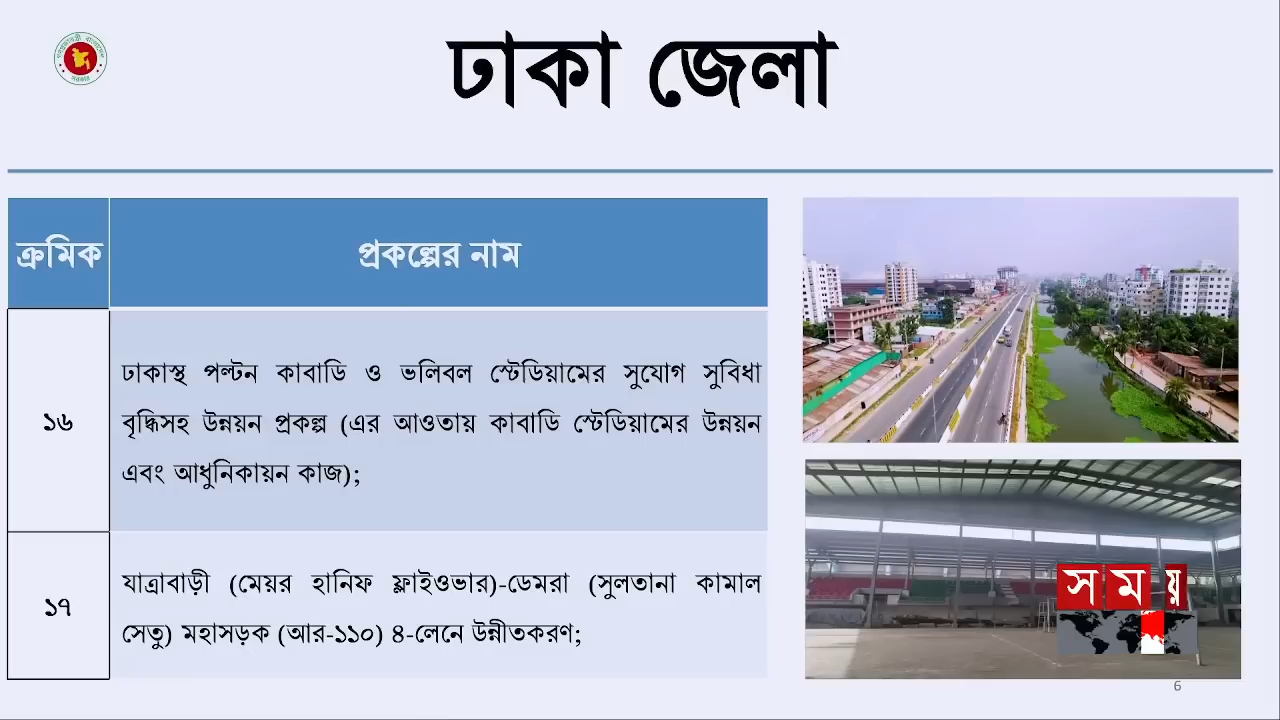 ঢাকা জেলা
ক্রমিক
প্রকল্পের নাম
১৬
ঢাকাস্থ পল্টন কাবাডি ও ভলিবল স্টেডিয়ামের সুযোগ সুবিধা
বৃদ্ধিসহ উন্নয়ন প্রকল্প (এর আওতায় কাবাডি স্টেডিয়ামের উন্নয়ন
এবং আধুনিকায়ন কাজ);
১৭
যাত্রাবাড়ী (মেয়র হানিফ ফ্লাইওভার)-ডেমরা (সুলতানা কামাল
সেতু) মহাসড়ক (আর-১১০) ৪-লেনে উন্নীতকরণ;
সময়
6